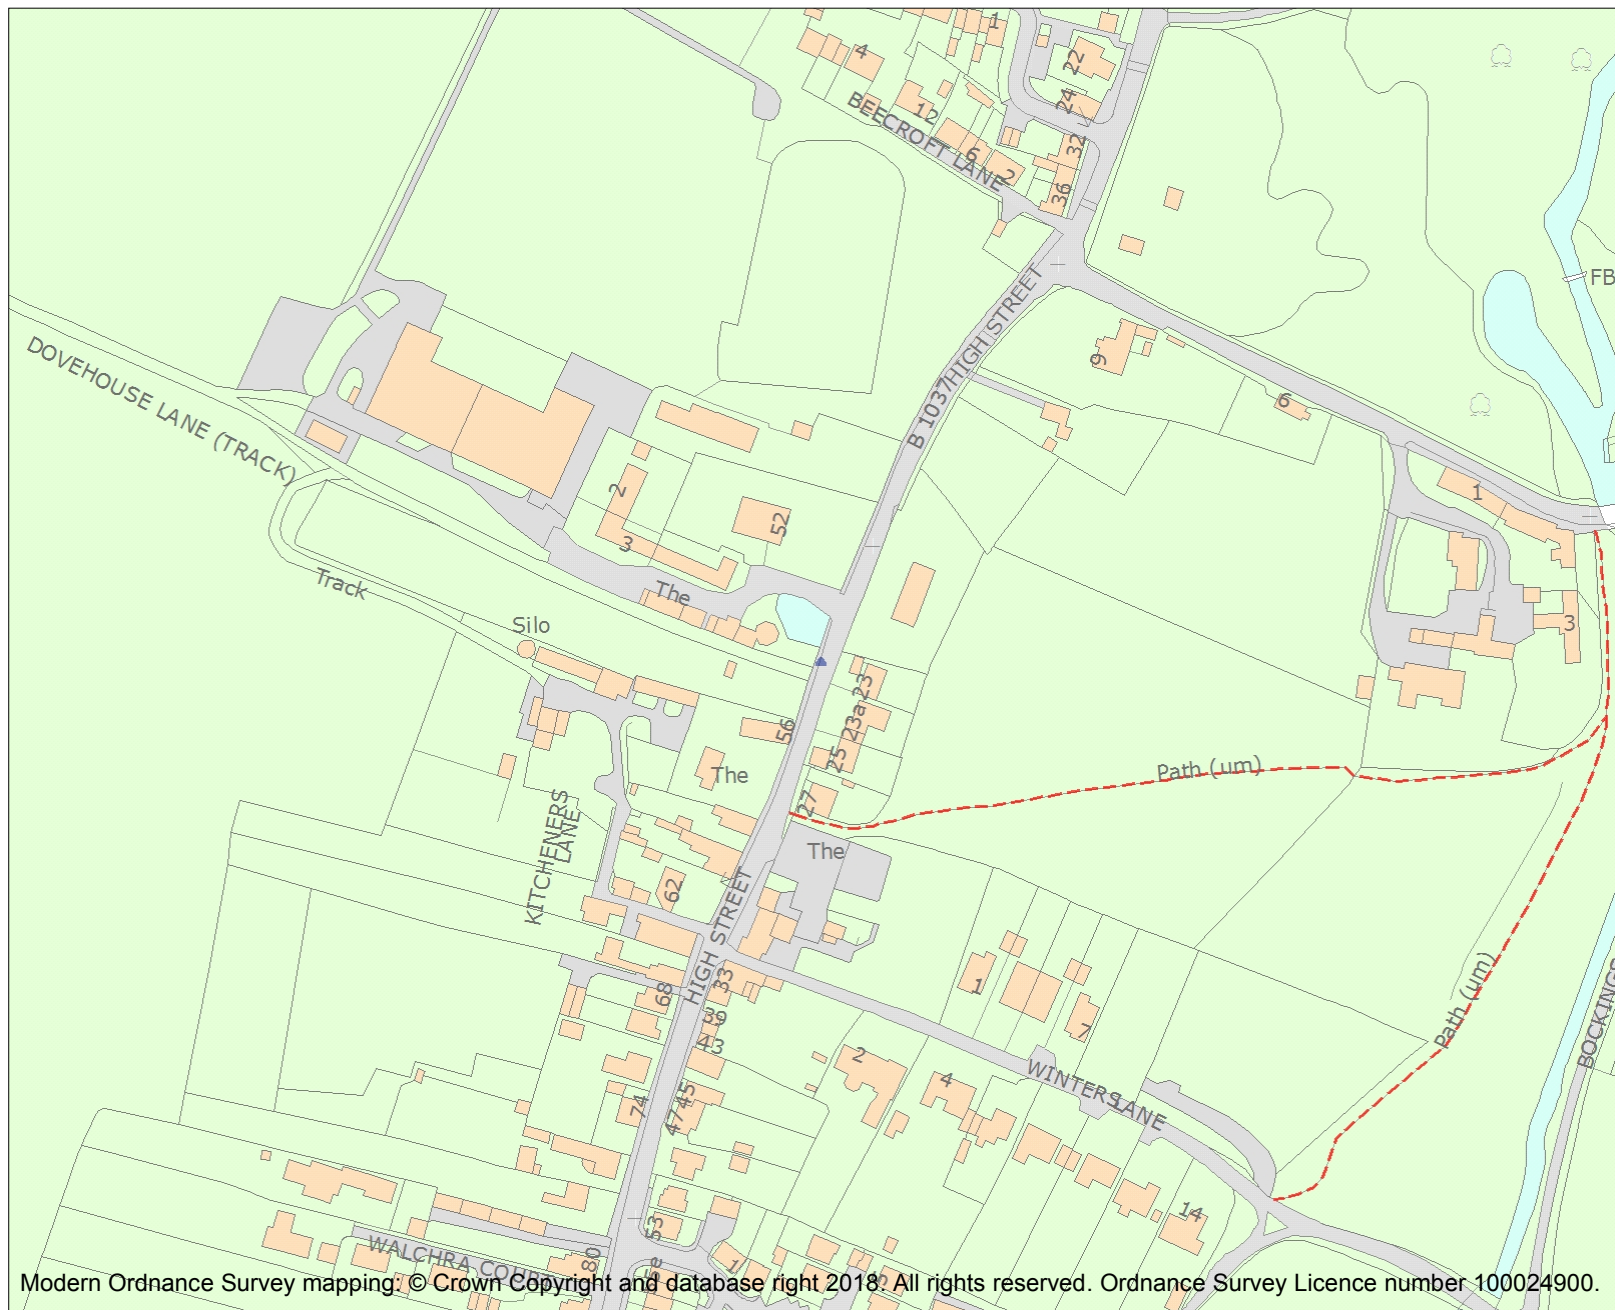 1
4
22
24
BEECROFT LANE
12
32
6
2
36
FB
B 1037
HIGH STREET
DOVEHOUSE LANE (TRACK)
9
6
2
1
52
3
Track
The
3
Silo
23
23a
56
25
The
Path (um)
27
The
KITCHENERS
LANE
62
HIGH STREET
33
68
1
39
7
43
Path (um)
BOCKINGS
2
4
WINTERS LANE
74
45
47
14
53
WALCHRA COURT
80
1
Modern Ordnance Survey mapping: © Crown Copyright and database right 2018. All rights reserved. Ordnance Survey Licence number 100024900.